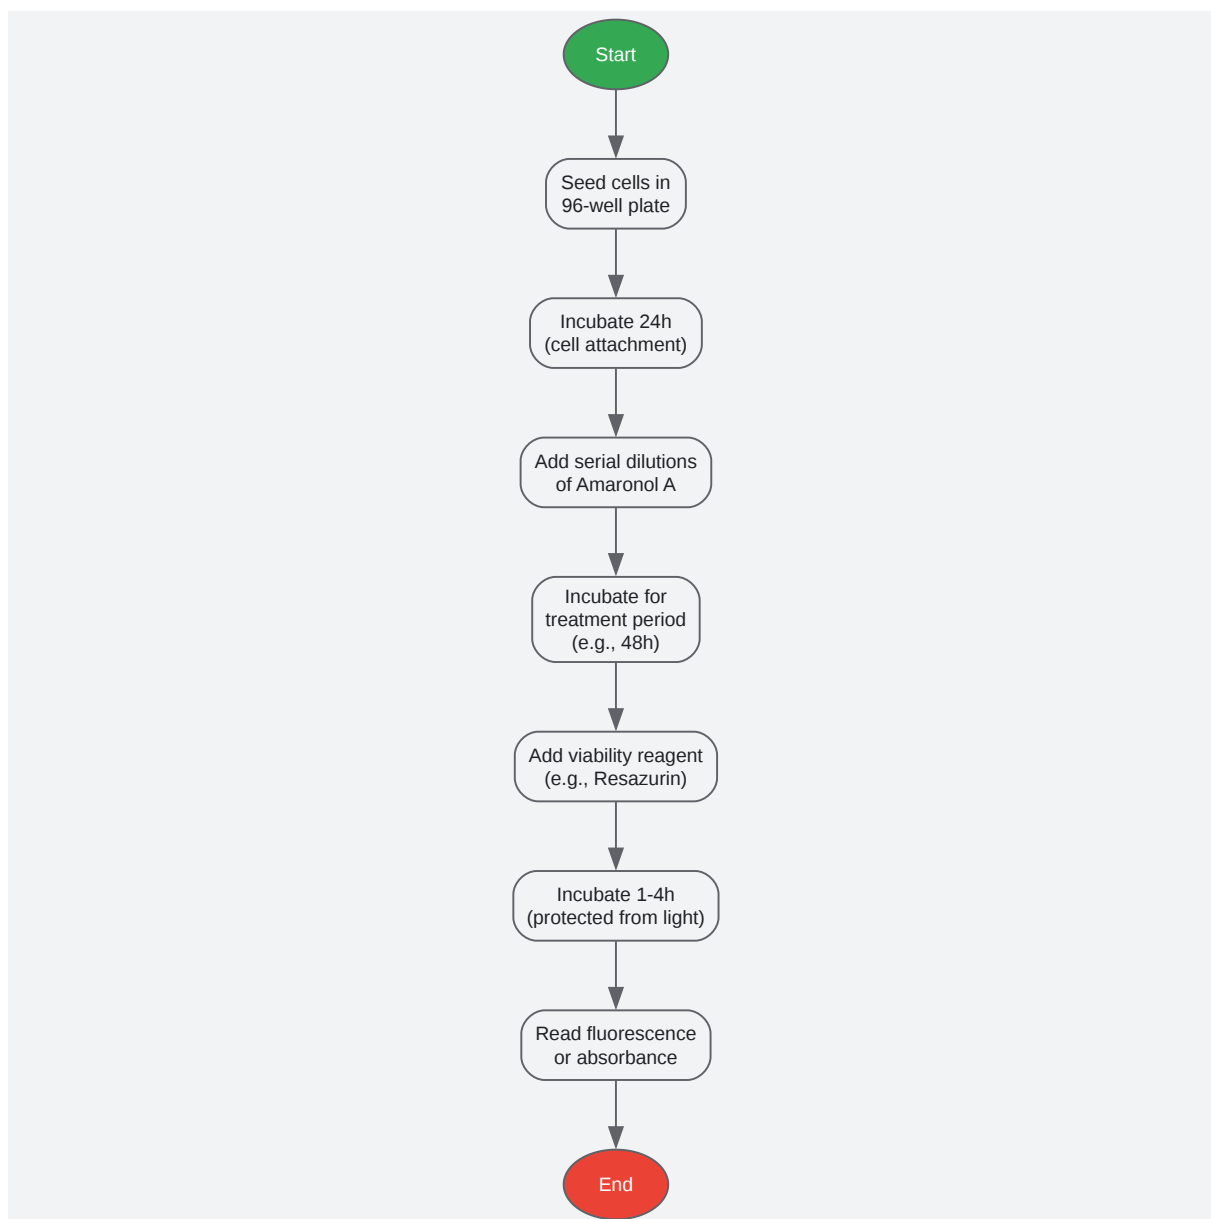 Start
Seed cells in
96-well plate
Incubate 24h
(cell attachment)
Add serial dilutions
of Amaronol A
Incubate for
treatment period
(e.g., 48h)
Add viability reagent
(e.g., Resazurin)
Incubate 1-4h
(protected from light)
Read fluorescence
or absorbance
End